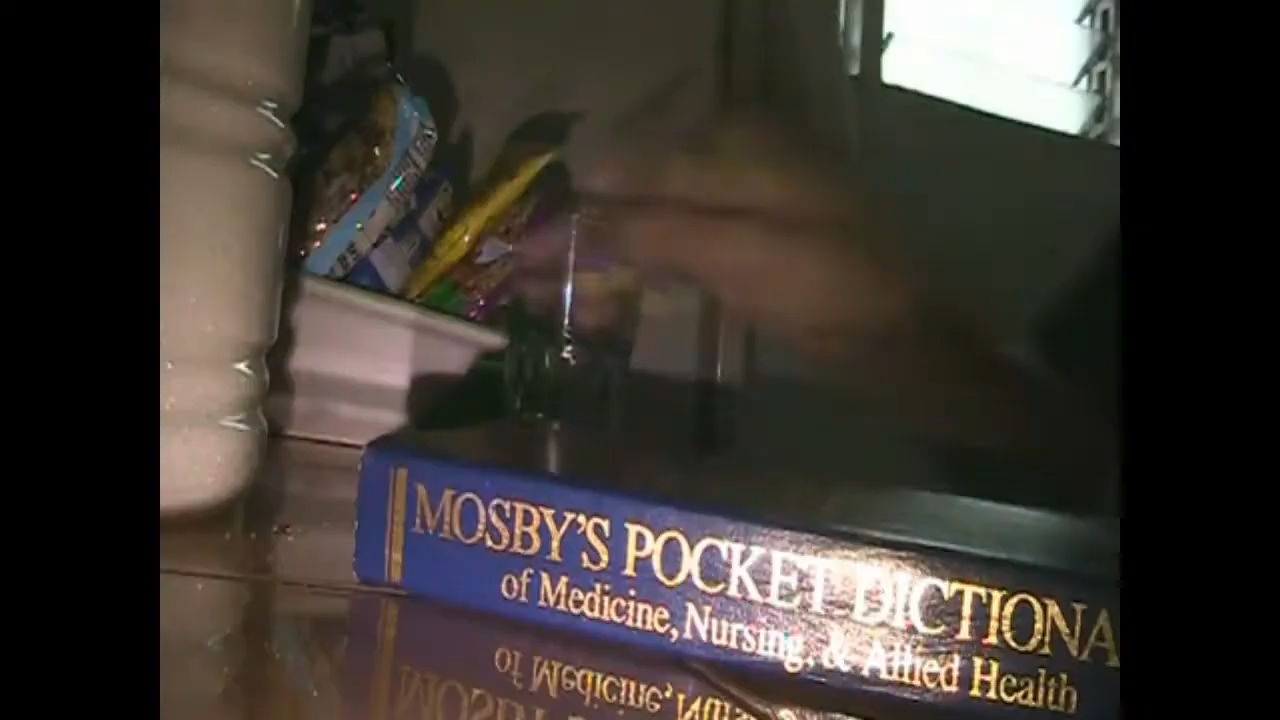 MOSBY'S POCKET DICTIONA
of Medicine, Nursing, & Allied Health